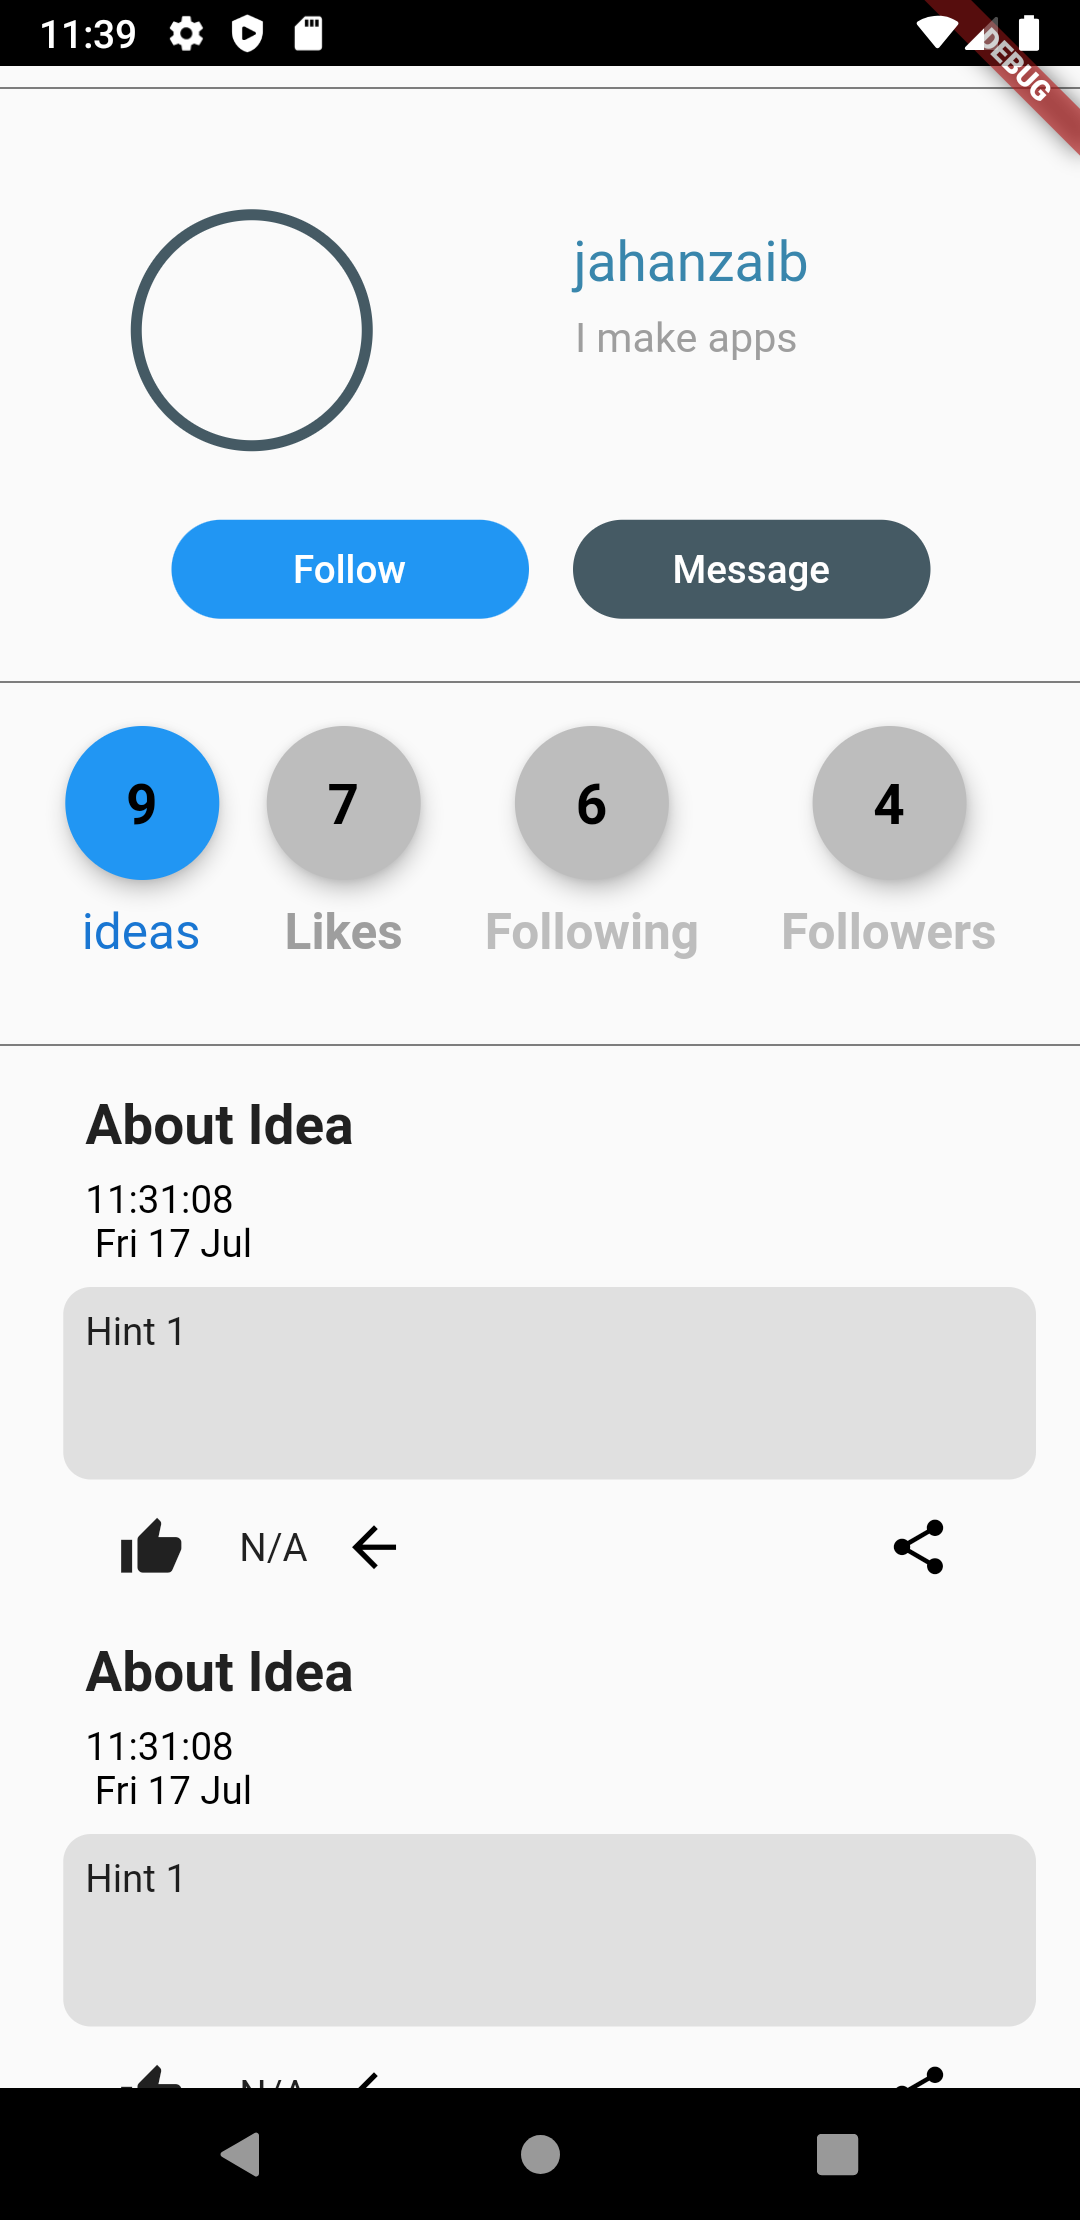 11:39
DEBUG
jahanzaib
I make apps
Follow Message
9 7 6 4
ideas Likes Following Followers
About Idea
11:31:08
Fri 17 Jul
Hint 1
N/A
About Idea
11:31:08
Fri 17 Jul
Hint 1
N/A